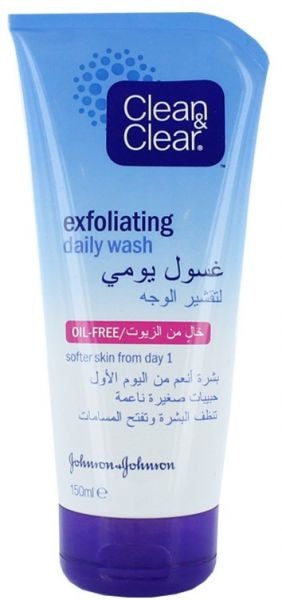 Clean &
Clear®
™
exfoliating
daily wash
غسول يومي
لتقشير الوجه
OIL-FREE/خالٍ من الزيوت
softer skin from day 1
بشرة أنعم من اليوم الأول
حبيبات صغيرة ناعمة
تنظف البشرة وتفتح المسامات
Johnson & Johnson
150ml e